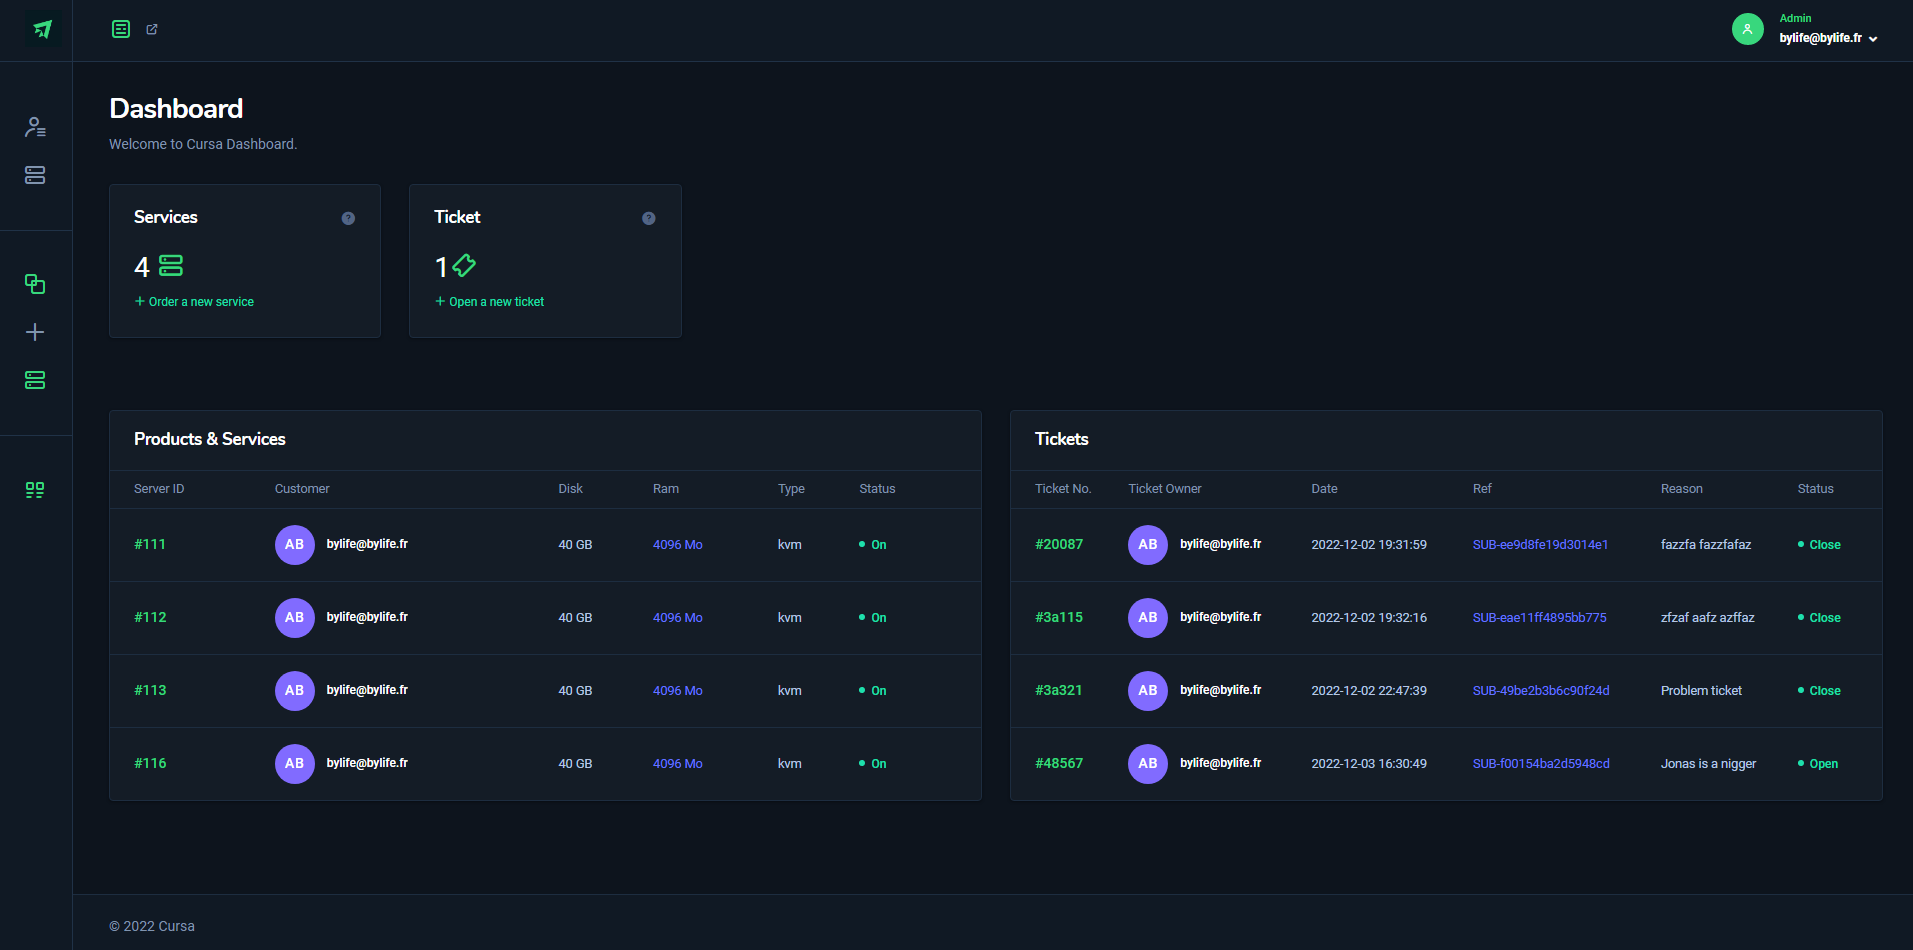 Admin
bylife@bylife.fr
Dashboard
Welcome to Cursa Dashboard.
Services
4
+ Order a new service
Ticket
1
+ Open a new ticket
Products & Services
Server ID Customer Disk Ram Type Status
#111 AB bylife@bylife.fr 40 GB 4096 Mo kvm On
#112 AB bylife@bylife.fr 40 GB 4096 Mo kvm On
#113 AB bylife@bylife.fr 40 GB 4096 Mo kvm On
#116 AB bylife@bylife.fr 40 GB 4096 Mo kvm On
Tickets
Ticket No. Ticket Owner Date Ref Reason Status
#20087 AB bylife@bylife.fr 2022-12-02 19:31:59 SUB-ee9d8fe19d3014e1 fazzfa fazzfafaz Close
#3a115 AB bylife@bylife.fr 2022-12-02 19:32:16 SUB-eae11ff4895bb775 zfzaf aafz azffaz Close
#3a321 AB bylife@bylife.fr 2022-12-02 22:47:39 SUB-49be2b3b6c90f24d Problem ticket Close
#48567 AB bylife@bylife.fr 2022-12-03 16:30:49 SUB-f00154ba2d5948cd Jonas is a nigger Open
© 2022 Cursa